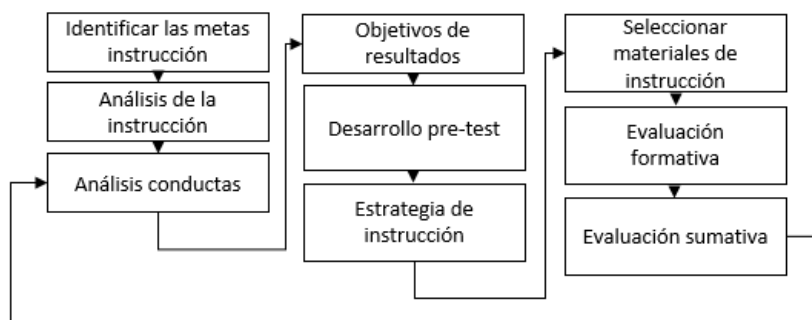 Identificar las metas
instrucción
Análisis de la
instrucción
Análisis conductas
Objetivos de
resultados
Desarrollo pre-test
Estrategia de
instrucción
Seleccionar
materiales de
instrucción
Evaluación
formativa
Evaluación sumativa